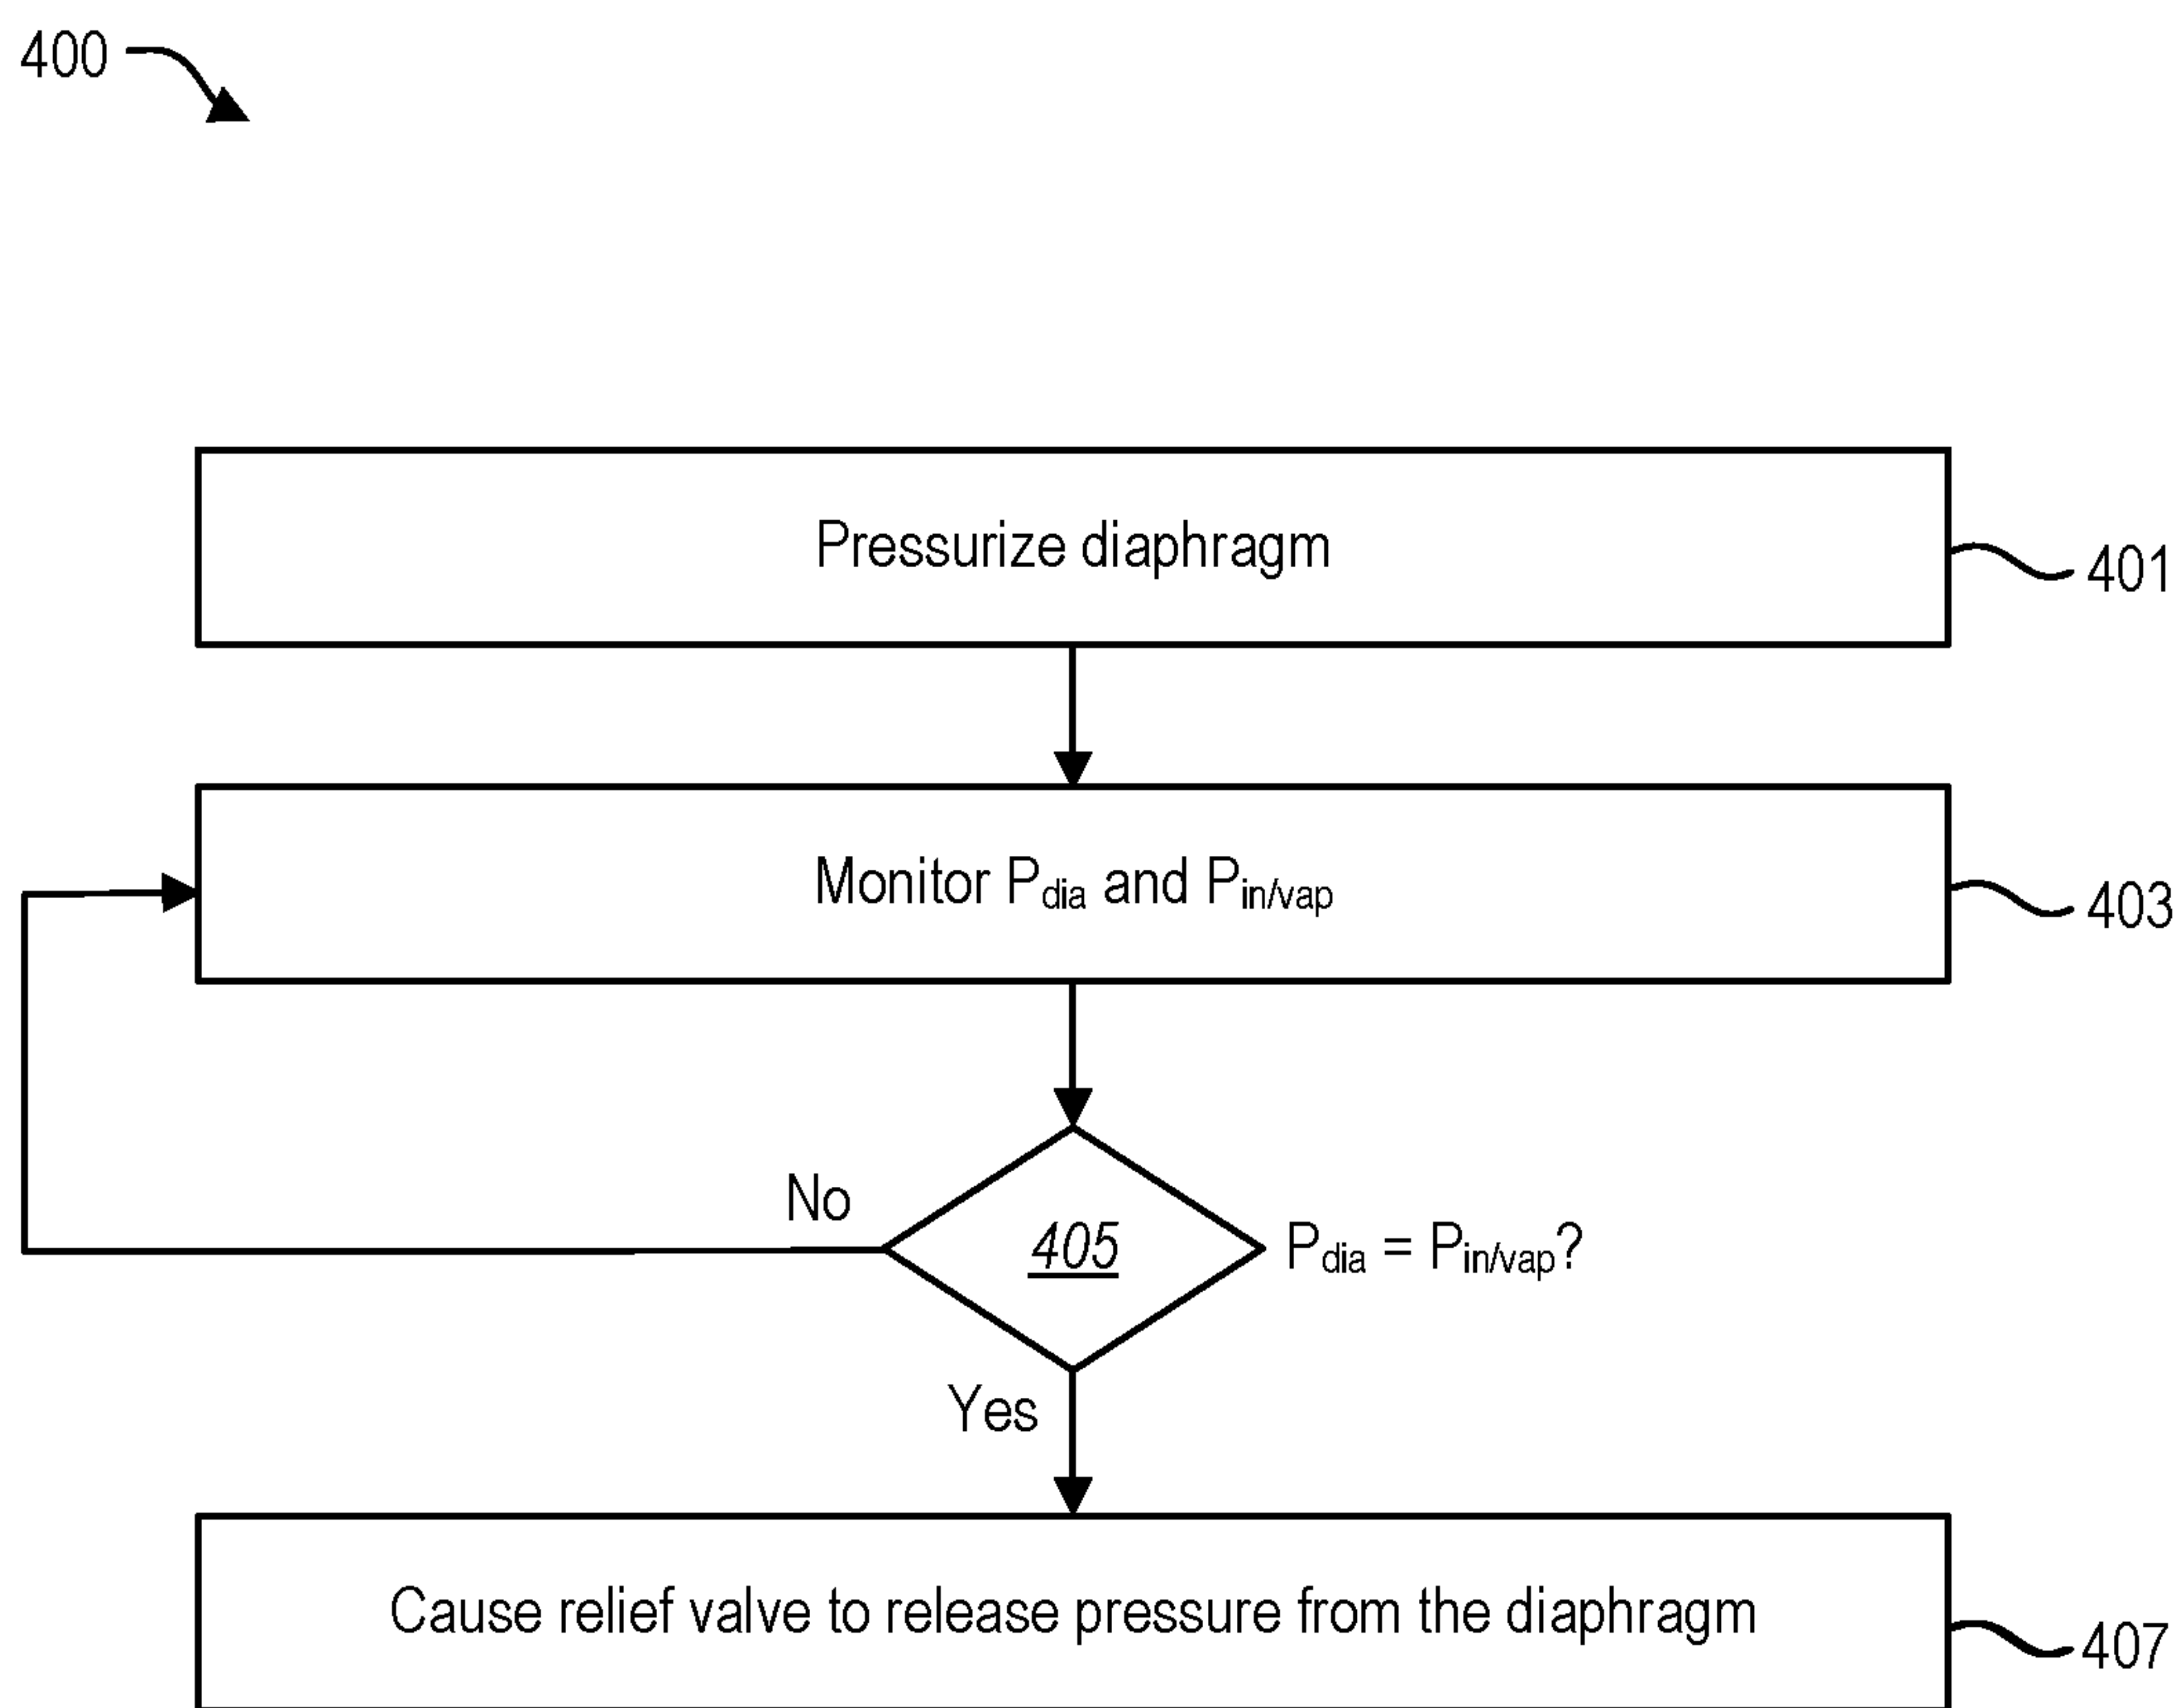 400
Pressurize diaphragm
401
Monitor Pdia and Pin/vap
403
No
405
Pdia = Pin/vap?
Yes
Cause relief valve to release pressure from the diaphragm
407